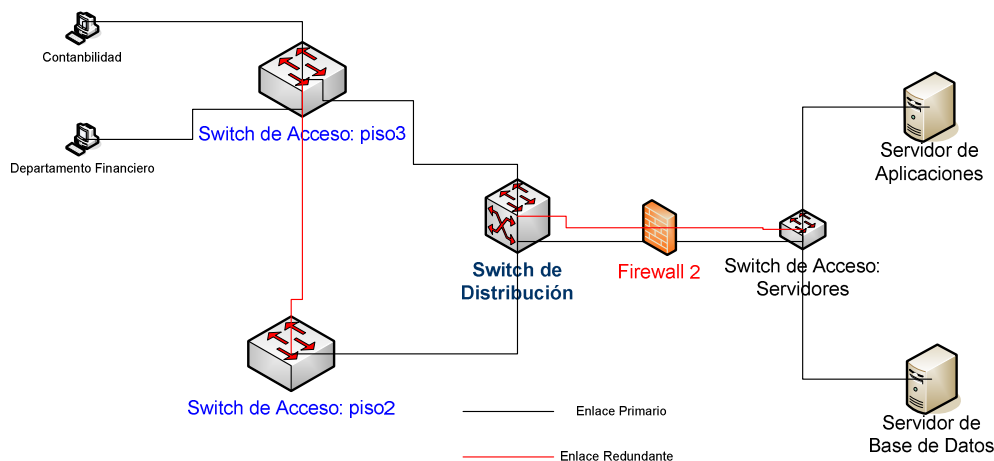 Contanbilidad
Switch de Acceso: piso3
Departamento Financiero
Servidor de
Aplicaciones
Switch de
Distribución
Firewall 2
Switch de Acceso:
Servidores
Switch de Acceso: piso2
Enlace Primario
Enlace Redundante
Servidor de
Base de Datos